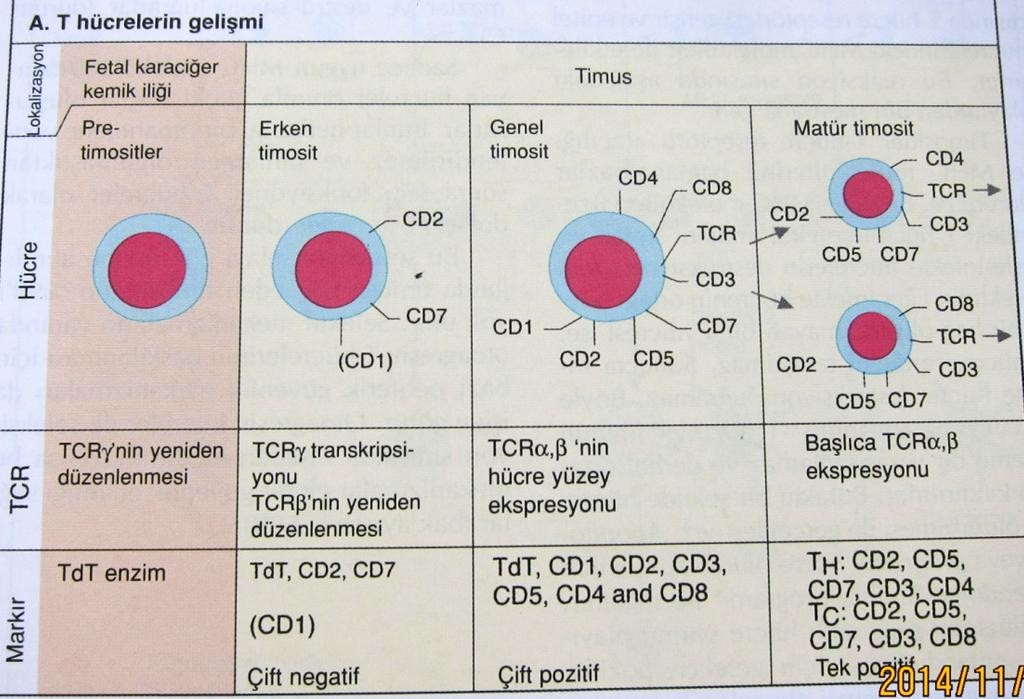 A. T hücrelerin gelişmi
Lokalizasyon
Fetal karaciğer
kemik iliği
Timus
Hücre
Pre-
timositler
Erken
timosit
CD2
CD7
(CD1)
Genel
timosit
CD4
CD8
TCR
CD3
CD7
CD5
CD2
CD1
Matür timosit
CD4
TCR
CD3
CD2
CD5 CD7
CD8
TCR
CD3
CD2
CD5 CD7
TCR
TCRγ'nin yeniden
düzenlenmesi
TCRγ transkripsi-
yonu
TCRβ'nin yeniden
düzenlenmesi
TCRα,β 'nin
hücre yüzey
ekspresyonu
Başlıca TCRα,β
ekspresyonu
Markır
TdT enzim
TdT, CD2, CD7
(CD1)
Çift negatif
TdT, CD1, CD2, CD3,
CD5, CD4 and CD8
Çift pozitif
TH: CD2, CD5,
CD7, CD3, CD4
TC: CD2, CD5,
CD7, CD3, CD8
Tek pozitif
2014/11/